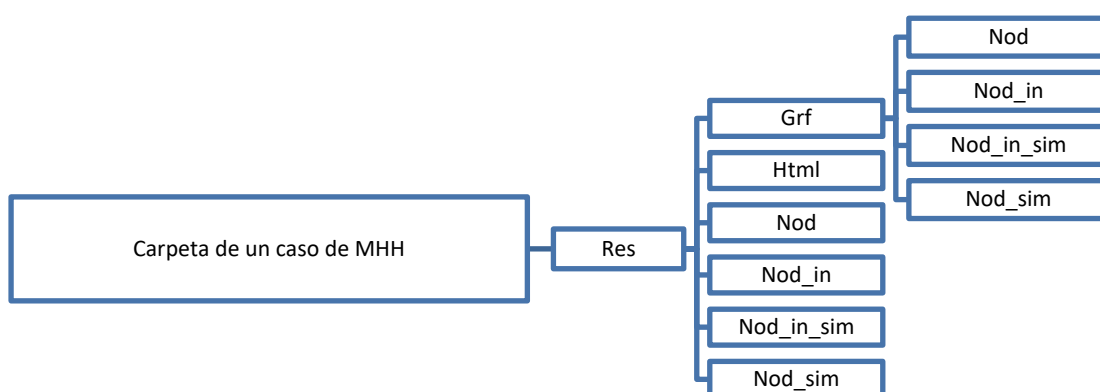 Carpeta de un caso de MHH
Res
Grf
Html
Nod
Nod_in
Nod_in_sim
Nod_sim
Nod
Nod_in
Nod_in_sim
Nod_sim